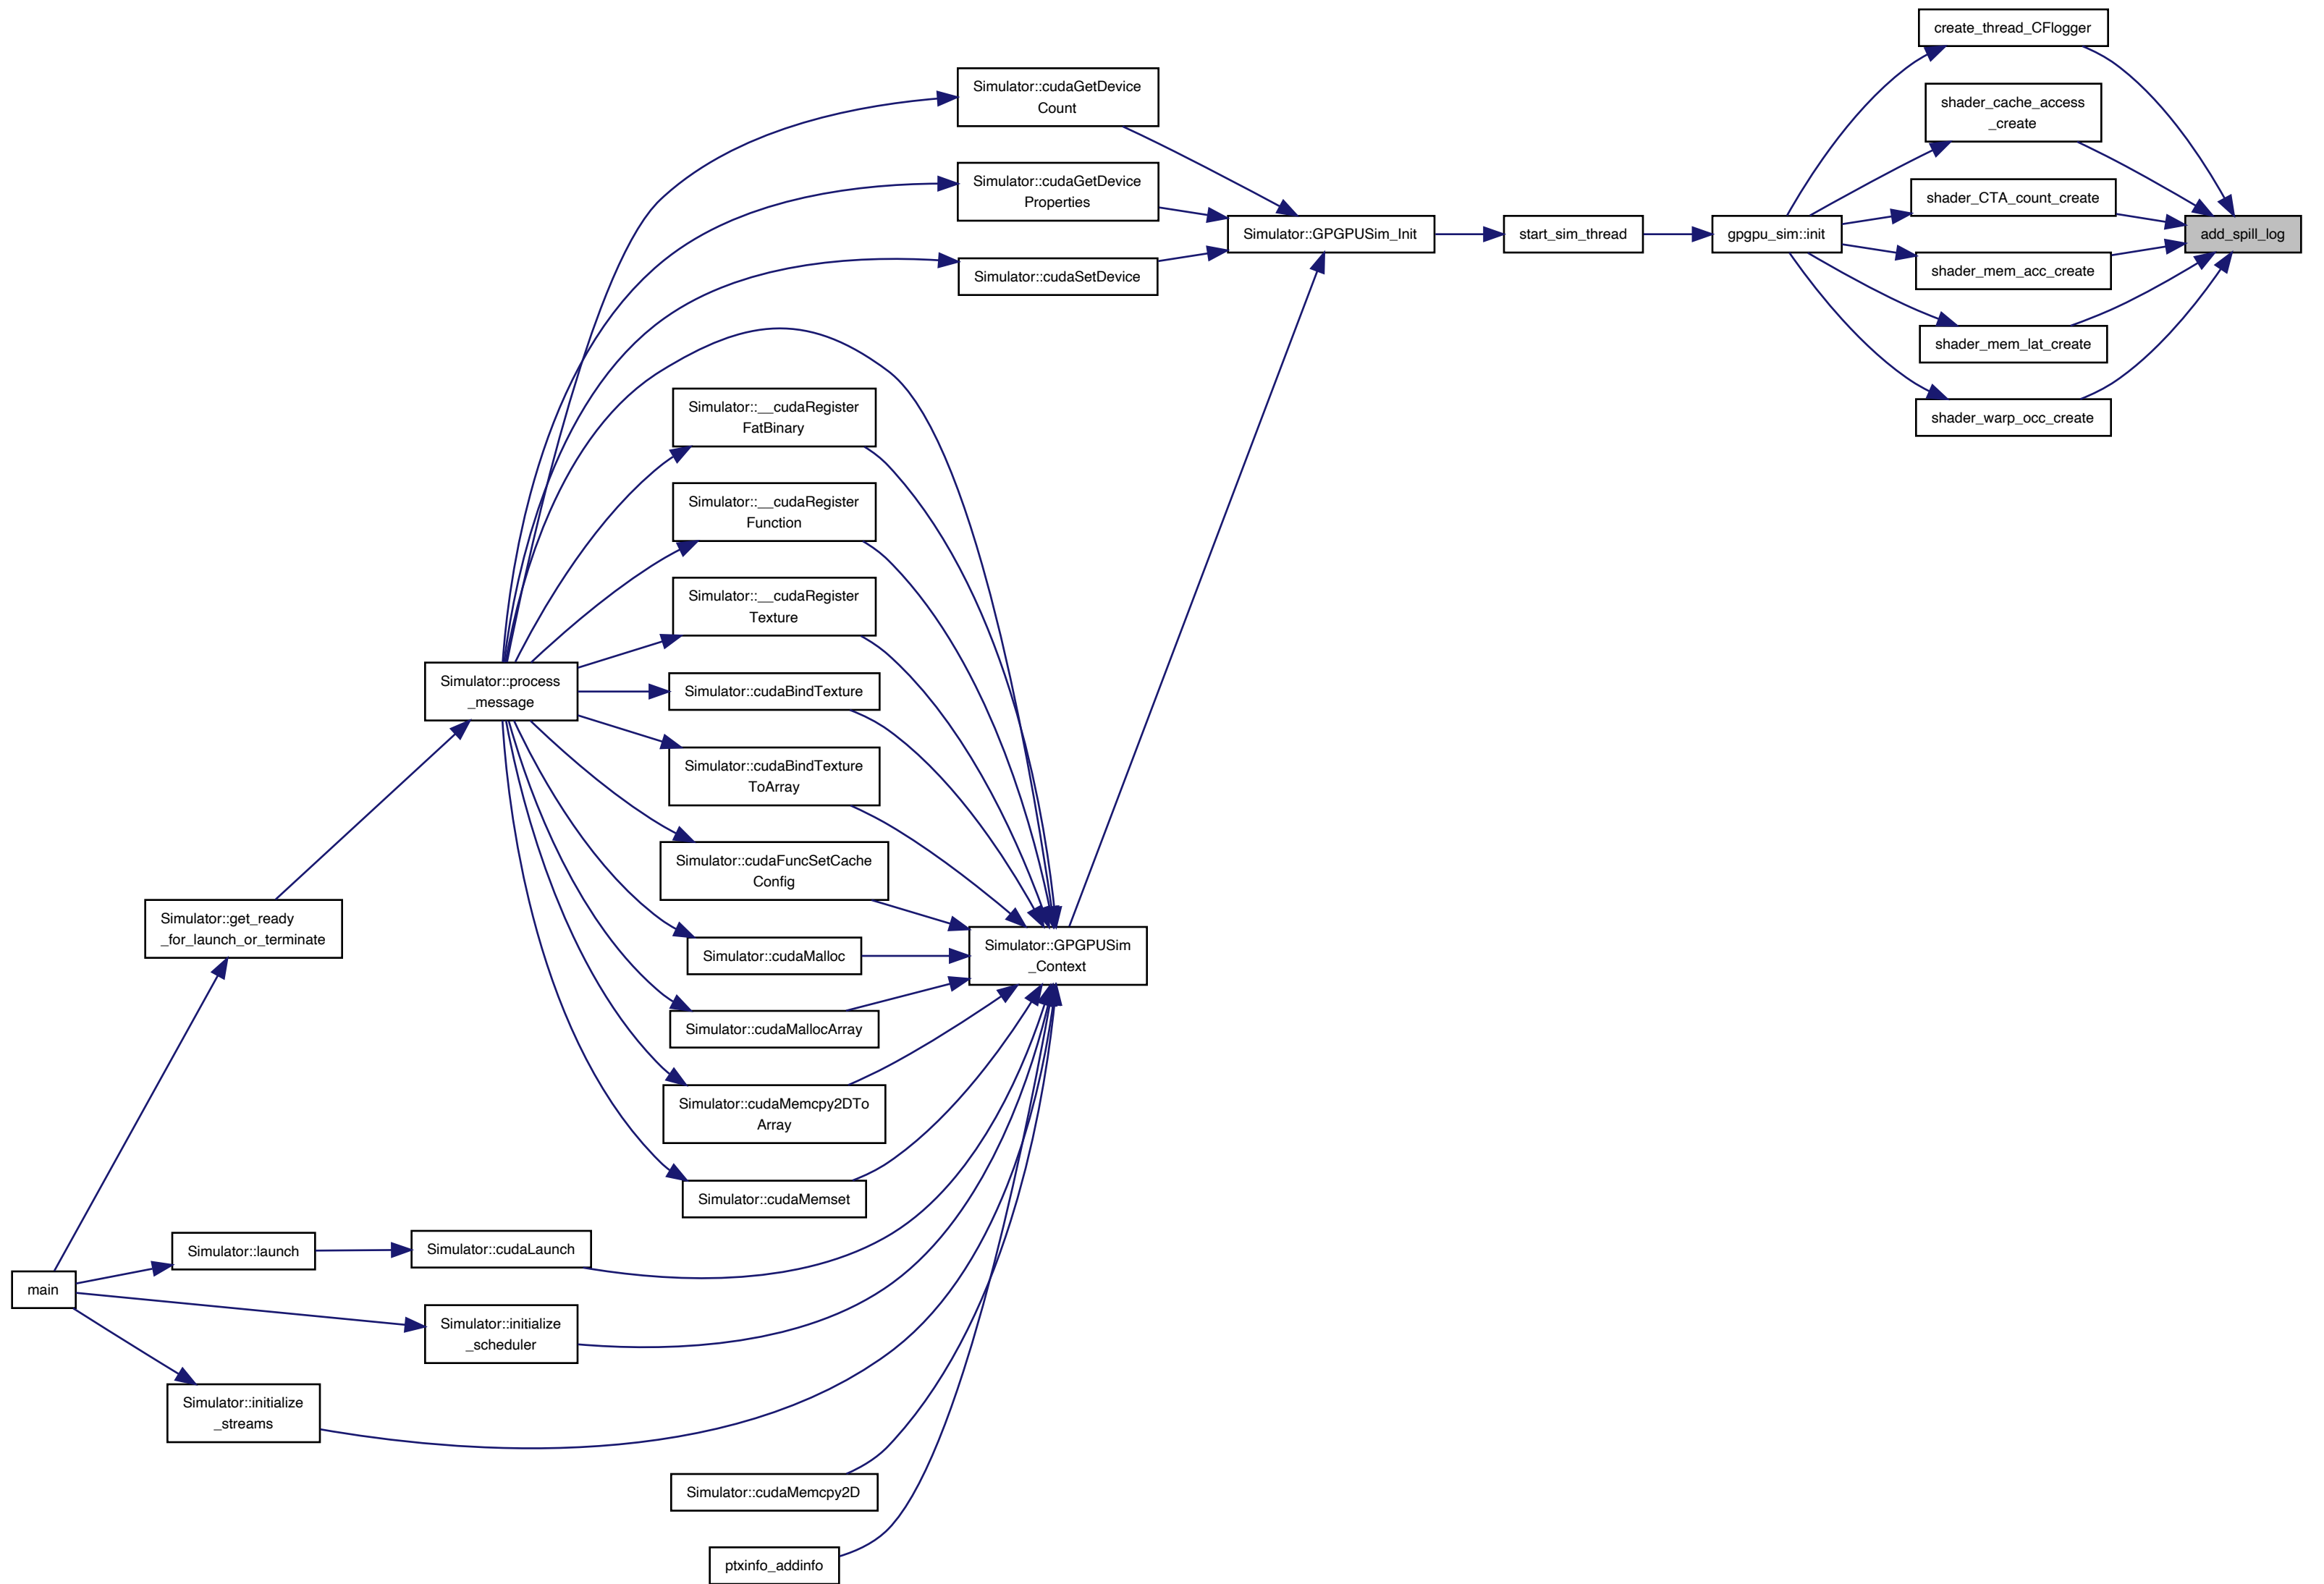 create_thread_CFlogger
shader_cache_access
_create
shader_CTA_count_create
shader_mem_acc_create
shader_mem_lat_create
shader_warp_occ_create
add_spill_log
gpgpu_sim::init
start_sim_thread
Simulator::GPGPUSim_Init
Simulator::cudaGetDevice
Count
Simulator::cudaGetDevice
Properties
Simulator::cudaSetDevice
Simulator::__cudaRegister
FatBinary
Simulator::__cudaRegister
Function
Simulator::__cudaRegister
Texture
Simulator::cudaBindTexture
Simulator::cudaBindTexture
ToArray
Simulator::cudaFuncSetCache
Config
Simulator::cudaMalloc
Simulator::cudaMallocArray
Simulator::cudaMemcpy2DTo
Array
Simulator::cudaMemset
Simulator::GPGPUSim
_Context
Simulator::process
_message
Simulator::get_ready
_for_launch_or_terminate
Simulator::launch
Simulator::cudaLaunch
main
Simulator::initialize
_scheduler
Simulator::initialize
_streams
Simulator::cudaMemcpy2D
ptxinfo_addinfo